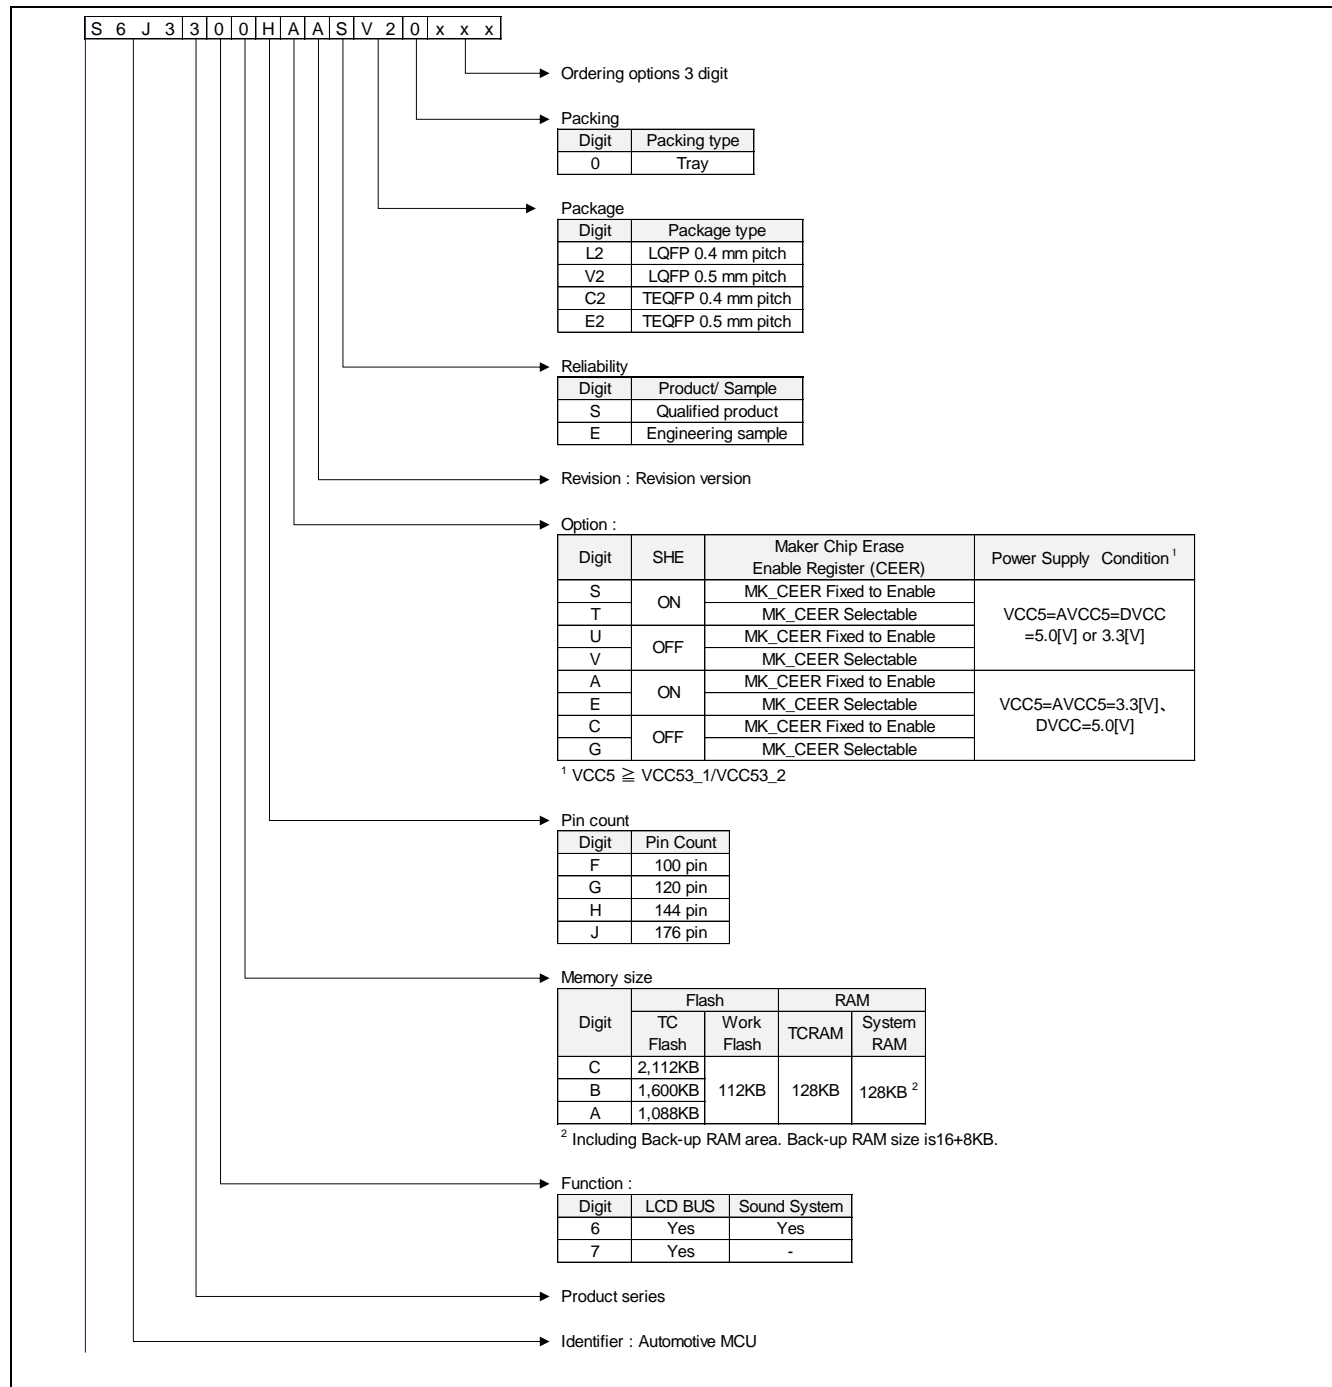 S 6 J 3 3 0 0 H A A S V 2 0 x x x
Ordering options 3 digit
Packing
Digit Packing type
0 Tray
Package
Digit Package type
L2 LQFP 0.4 mm pitch
V2 LQFP 0.5 mm pitch
C2 TEQFP 0.4 mm pitch
E2 TEQFP 0.5 mm pitch
Reliability
Digit Product/ Sample
S Qualified product
E Engineering sample
Revision : Revision version
Option :
Digit SHE Maker Chip Erase Enable Register (CEER) Power Supply Condition 1
S ON MK_CEER Fixed to Enable VCC5=AVCC5=DVCC =5.0[V] or 3.3[V]
T MK_CEER Selectable
U OFF MK_CEER Fixed to Enable
V MK_CEER Selectable
A ON MK_CEER Fixed to Enable VCC5=AVCC5=3.3[V]、 DVCC=5.0[V]
E MK_CEER Selectable
C OFF MK_CEER Fixed to Enable
G MK_CEER Selectable
1 VCC5 ≧ VCC53_1/VCC53_2
Pin count
Digit Pin Count
F 100 pin
G 120 pin
H 144 pin
J 176 pin
Memory size
Digit Flash RAM
TC Flash Work Flash TCRAM System RAM
C 2,112KB 112KB 128KB 128KB 2
B 1,600KB
A 1,088KB
2 Including Back-up RAM area. Back-up RAM size is16+8KB.
Function :
Digit LCD BUS Sound System
6 Yes Yes
7 Yes -
Product series
Identifier : Automotive MCU